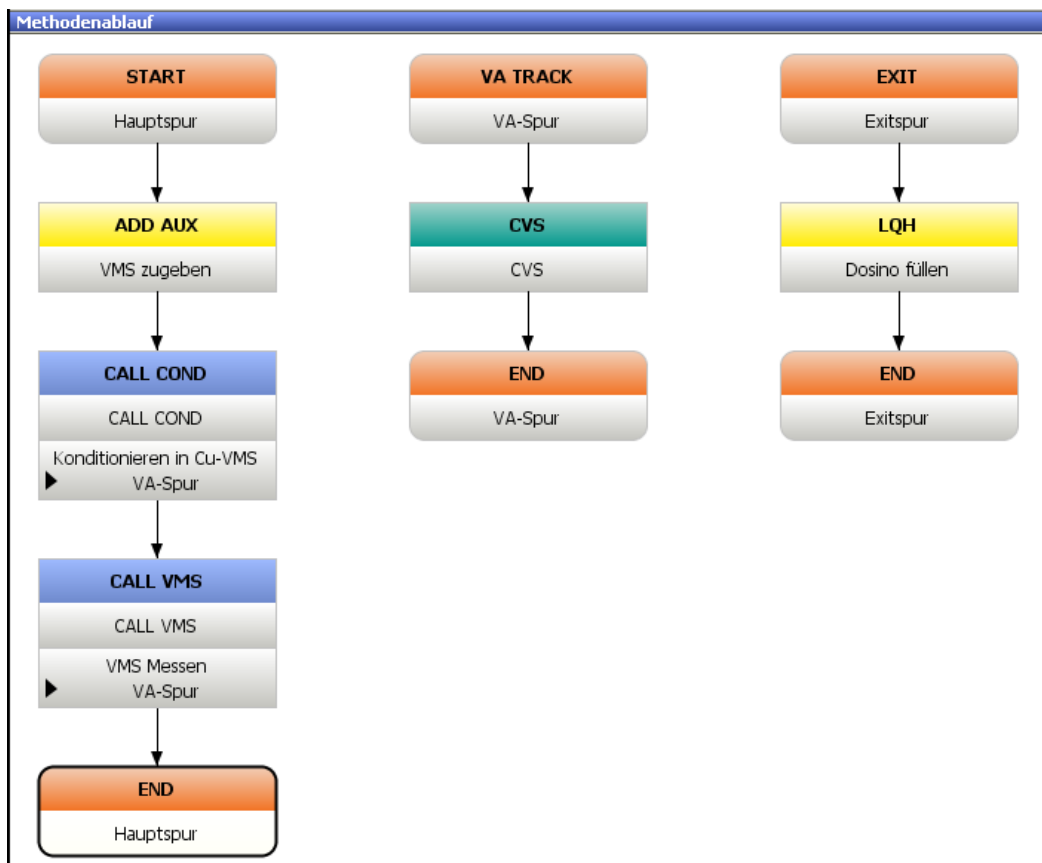 Methodenablauf
START
Hauptspur
ADD AUX
VMS zugeben
CALL COND
CALL COND
Konditionieren in Cu-VMS
VA-Spur
CALL VMS
CALL VMS
VMS Messen
VA-Spur
END
Hauptspur
VA TRACK
VA-Spur
CVS
CVS
END
VA-Spur
EXIT
Exitspur
LQH
Dosino füllen
END
Exitspur